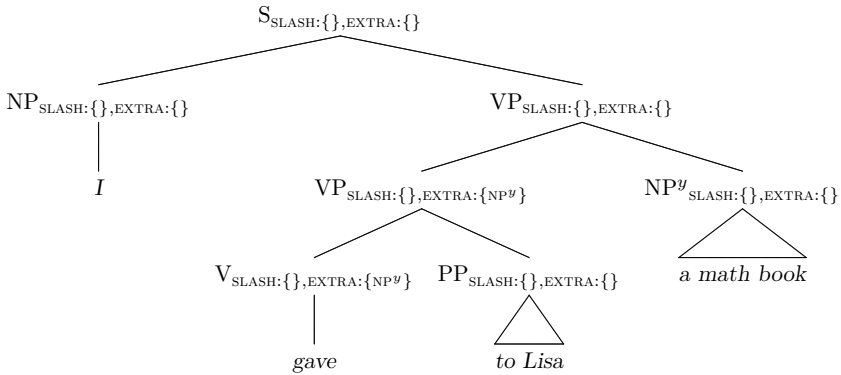 S_SLASH:{},EXTRA:{}
NP_SLASH:{},EXTRA:{} VP_SLASH:{},EXTRA:{}
I VP_SLASH:{},EXTRA:{NP^y} NP^y_SLASH:{},EXTRA:{}
V_SLASH:{},EXTRA:{NP^y} PP_SLASH:{},EXTRA:{} a math book
gave to Lisa